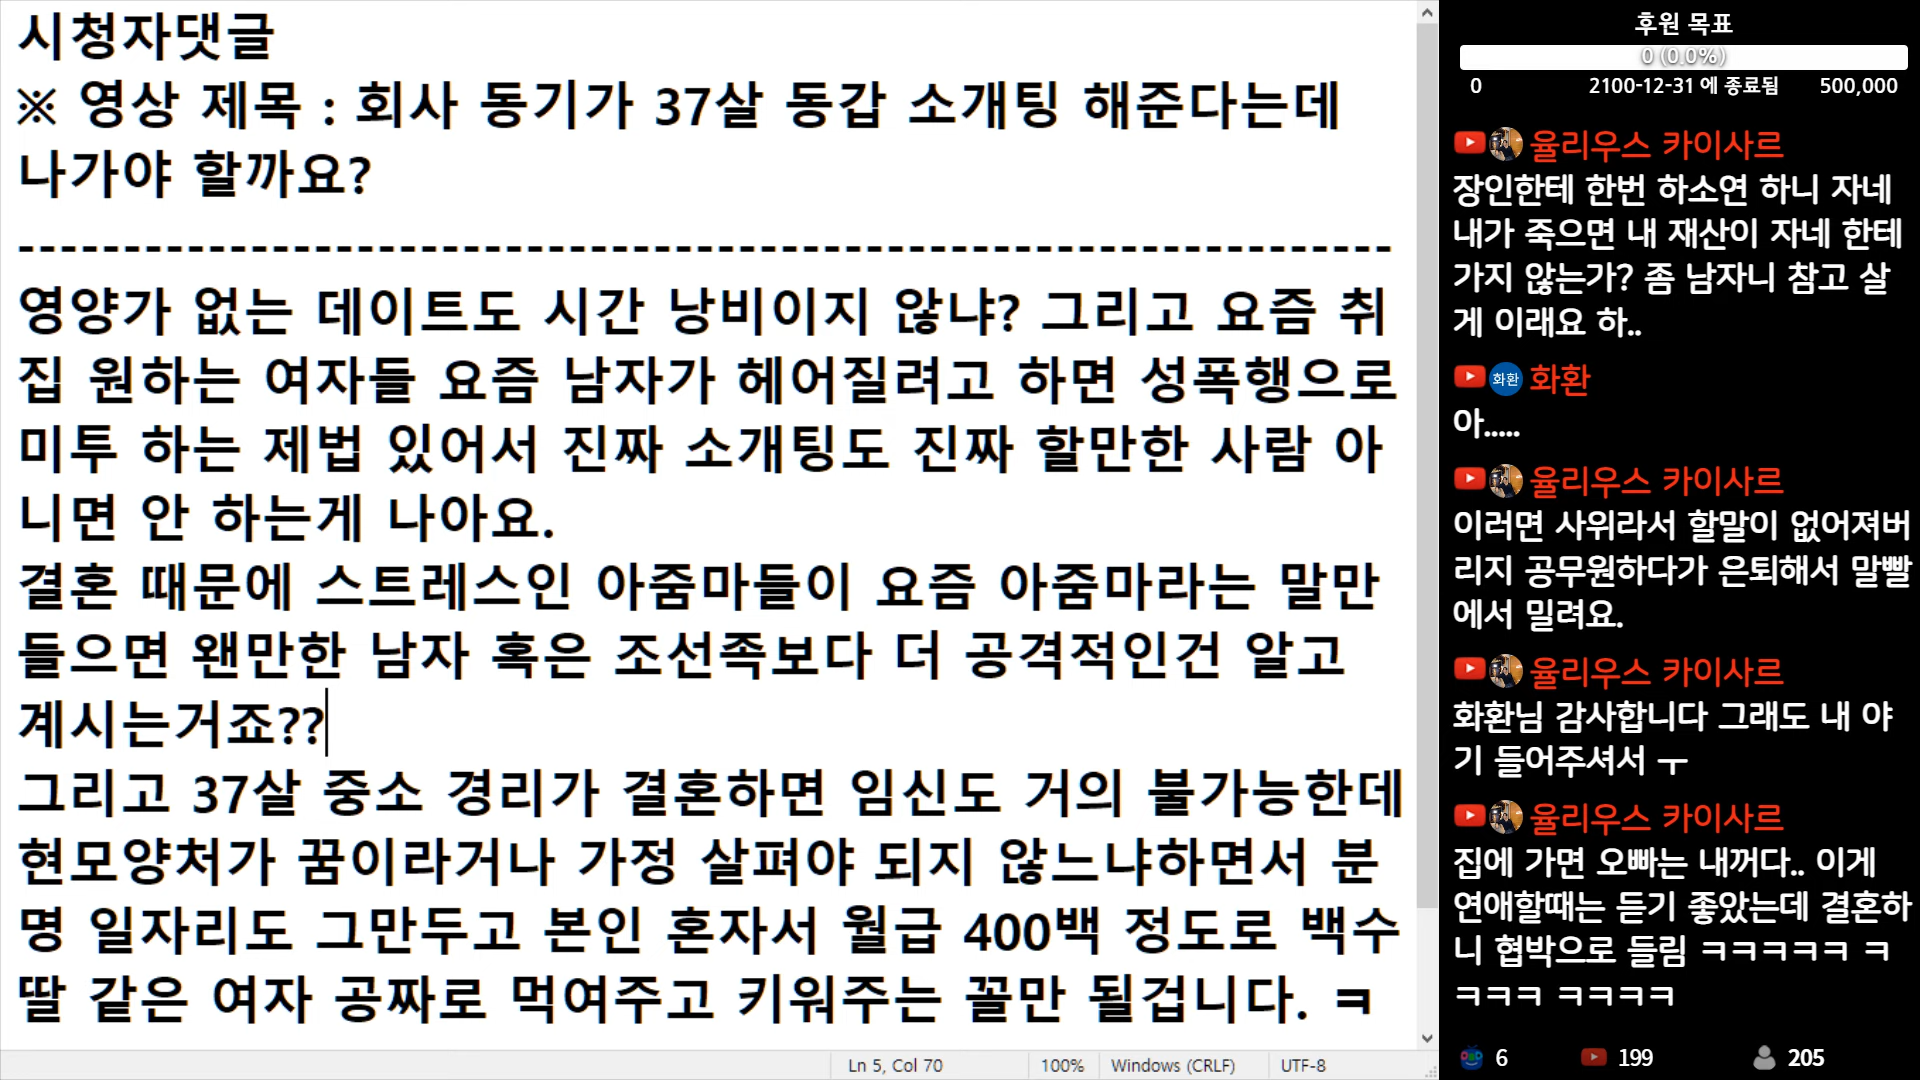 시청자댓글
※ 영상 제목 : 회사 동기가 37살 동갑 소개팅 해준다는데
나가야 할까요?
------------------------------------------------------------------
영양가 없는 데이트도 시간 낭비이지 않냐? 그리고 요즘 취
집 원하는 여자들 요즘 남자가 헤어질려고 하면 성폭행으로
미투 하는 제법 있어서 진짜 소개팅도 진짜 할만한 사람 아
니면 안 하는게 나아요.
결혼 때문에 스트레스인 아줌마들이 요즘 아줌마라는 말만
들으면 왠만한 남자 혹은 조선족보다 더 공격적인건 알고
계시는거죠??
그리고 37살 중소 경리가 결혼하면 임신도 거의 불가능한데
현모양처가 꿈이라거나 가정 살펴야 되지 않느냐하면서 분
명 일자리도 그만두고 본인 혼자서 월급 400백 정도로 백수
딸 같은 여자 공짜로 먹여주고 키워주는 꼴만 될겁니다. ㅋ
Ln 5, Col 70 100% Windows (CRLF) UTF-8
후원 목표
0 (0.0%)
0 2100-12-31 에 종료됨 500,000
율리우스 카이사르
장인한테 한번 하소연 하니 자네
내가 죽으면 내 재산이 자네 한테
가지 않는가? 좀 남자니 참고 살
게 이래요 하..
화환 화환
아.....
율리우스 카이사르
이러면 사위라서 할말이 없어져버
리지 공무원하다가 은퇴해서 말빨
에서 밀려요.
율리우스 카이사르
화환님 감사합니다 그래도 내 야
기 들어주셔서 ㅜ
율리우스 카이사르
집에 가면 오빠는 내꺼다.. 이게
연애할때는 듣기 좋았는데 결혼하
니 협박으로 들림 ㅋㅋㅋㅋㅋ ㅋ
ㅋㅋㅋ ㅋㅋㅋㅋ
6 199 205